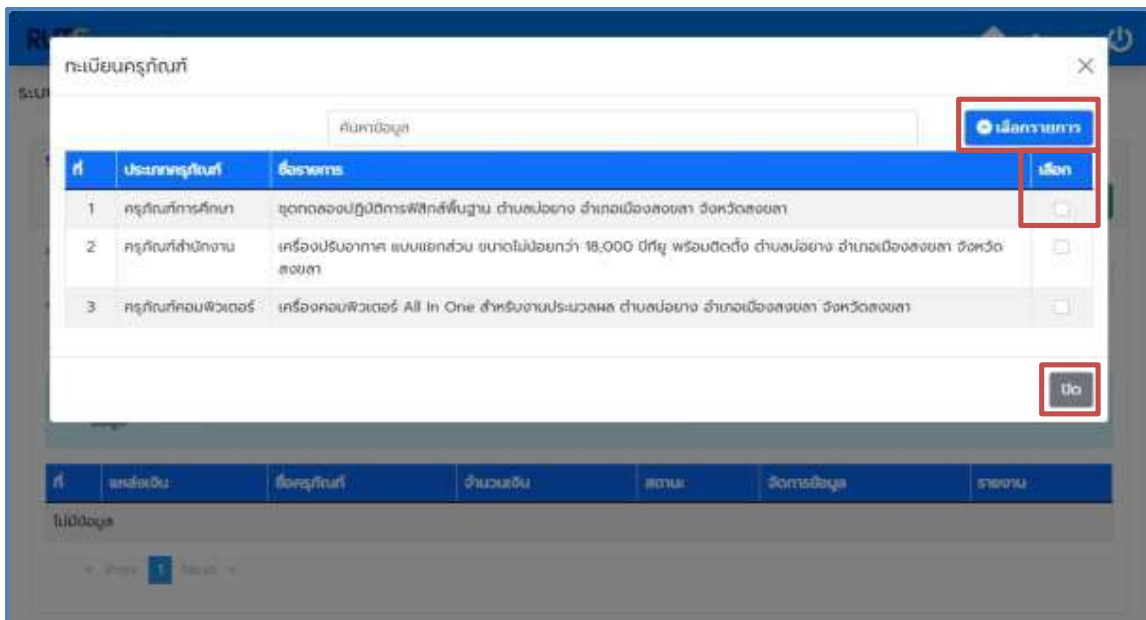 ทะเบียนครุภัณฑ์
ค้นหาข้อมูล
เลือกรายการ
ที่ ประเภทครุภัณฑ์ ชื่อรายการ เลือก
1 ครุภัณฑ์การศึกษา ชุดทดลองปฏิบัติการฟิสิกส์พื้นฐาน ตำบลบ่อยาง อำเภอเมืองสงขลา จังหวัดสงขลา
2 ครุภัณฑ์สำนักงาน เครื่องปรับอากาศ แบบแยกส่วน ขนาดไม่น้อยกว่า 18,000 บีทียู พร้อมติดตั้ง ตำบลบ่อยาง อำเภอเมืองสงขลา จังหวัด
สงขลา
3 ครุภัณฑ์คอมพิวเตอร์ เครื่องคอมพิวเตอร์ All In One สำหรับงานประมวลผล ตำบลบ่อยาง อำเภอเมืองสงขลา จังหวัดสงขลา
ปิด
ที่ แหล่งเงิน ชื่อครุภัณฑ์ จำนวนเงิน สถานะ จัดการข้อมูล รายงาน
ไม่มีข้อมูล
« Prev 1 Next »